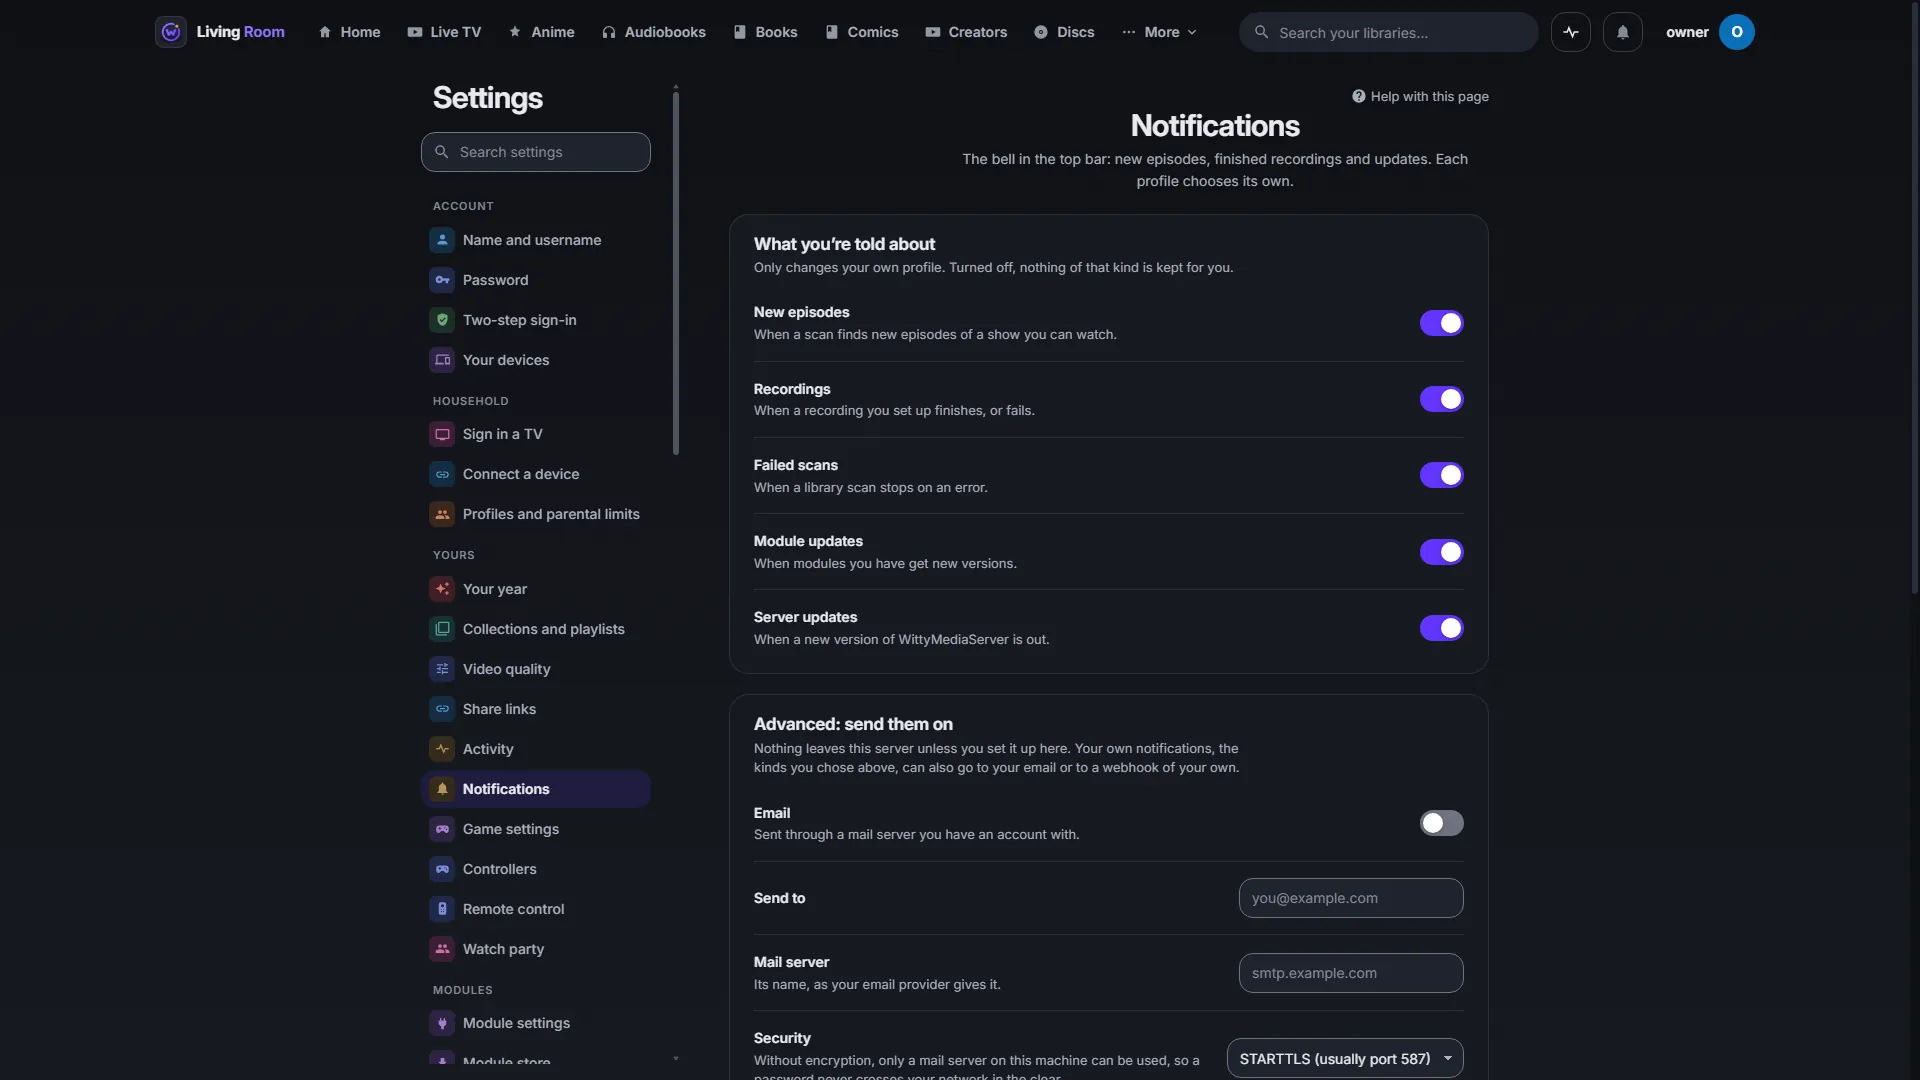 Living Room
Home
Live TV
Anime
Audiobooks
Books
Comics
Creators
Discs
More
Search your libraries...
owner
O
Settings
Search settings
ACCOUNT
Name and username
Password
Two-step sign-in
Your devices
HOUSEHOLD
Sign in a TV
Connect a device
Profiles and parental limits
YOURS
Your year
Collections and playlists
Video quality
Share links
Activity
Notifications
Game settings
Controllers
Remote control
Watch party
MODULES
Module settings
Module store
Help with this page
Notifications
The bell in the top bar: new episodes, finished recordings and updates. Each
profile chooses its own.
What you’re told about
Only changes your own profile. Turned off, nothing of that kind is kept for you.
New episodes
When a scan finds new episodes of a show you can watch.
Recordings
When a recording you set up finishes, or fails.
Failed scans
When a library scan stops on an error.
Module updates
When modules you have get new versions.
Server updates
When a new version of WittyMediaServer is out.
Advanced: send them on
Nothing leaves this server unless you set it up here. Your own notifications, the
kinds you chose above, can also go to your email or to a webhook of your own.
Email
Sent through a mail server you have an account with.
Send to
you@example.com
Mail server
Its name, as your email provider gives it.
smtp.example.com
Security
Without encryption, only a mail server on this machine can be used, so a
password never crosses your network in the clear.
STARTTLS (usually port 587)